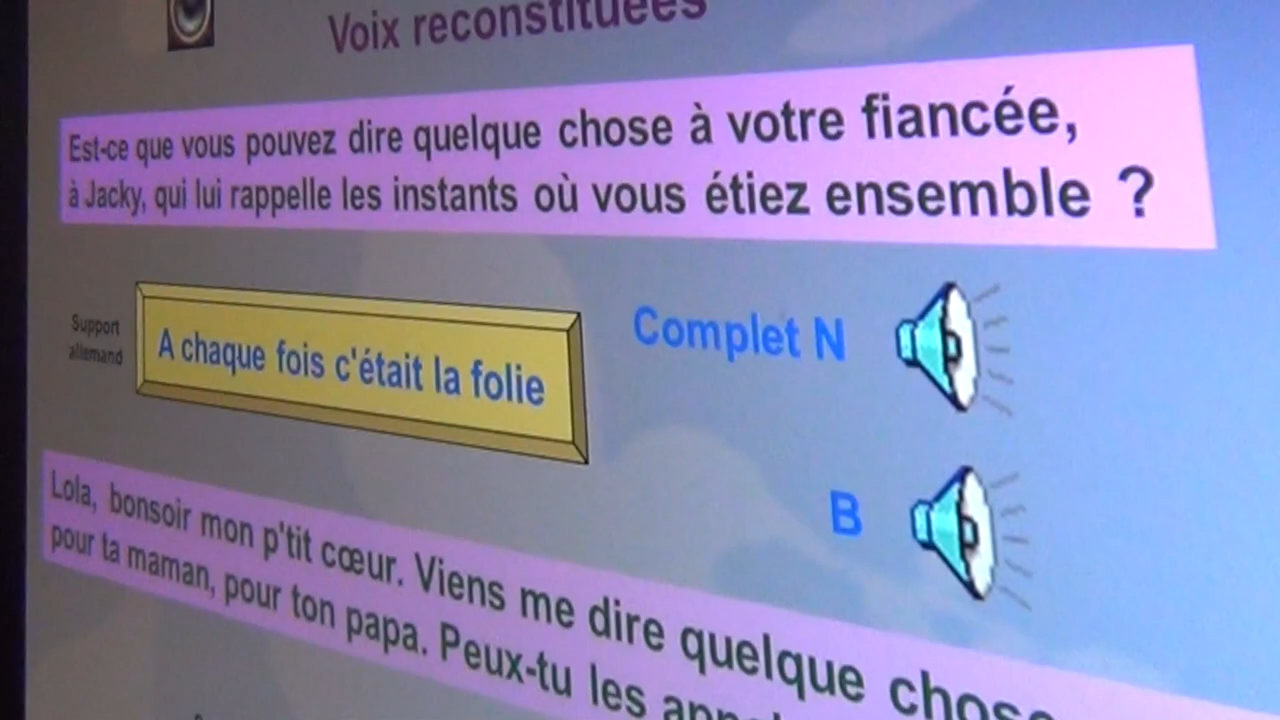 Voix reconstituées
Est-ce que vous pouvez dire quelque chose à votre fiancée,
à Jacky, qui lui rappelle les instants où vous étiez ensemble ?
Support
allemand
A chaque fois c'était la folie
Complet N
B
Lola, bonsoir mon p'tit cœur. Viens me dire quelque chose
pour ta maman, pour ton papa. Peux-tu les